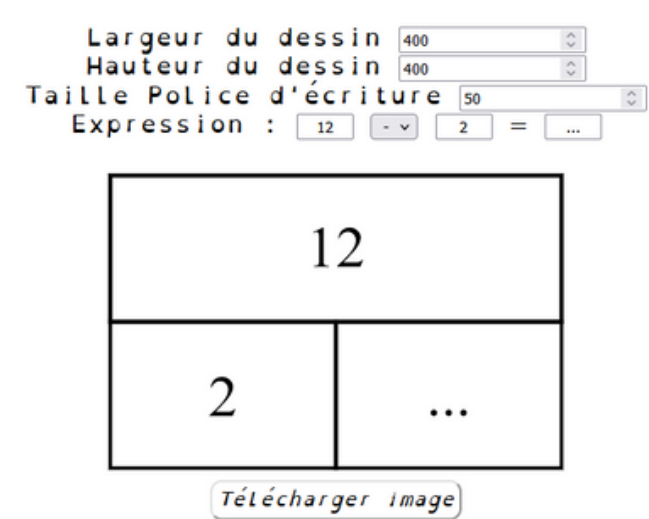 Largeur du dessin 400
Hauteur du dessin 400
Taille Police d'écriture 50
Expression : 12 - 2 = ...
12
2 ...
Télécharger image